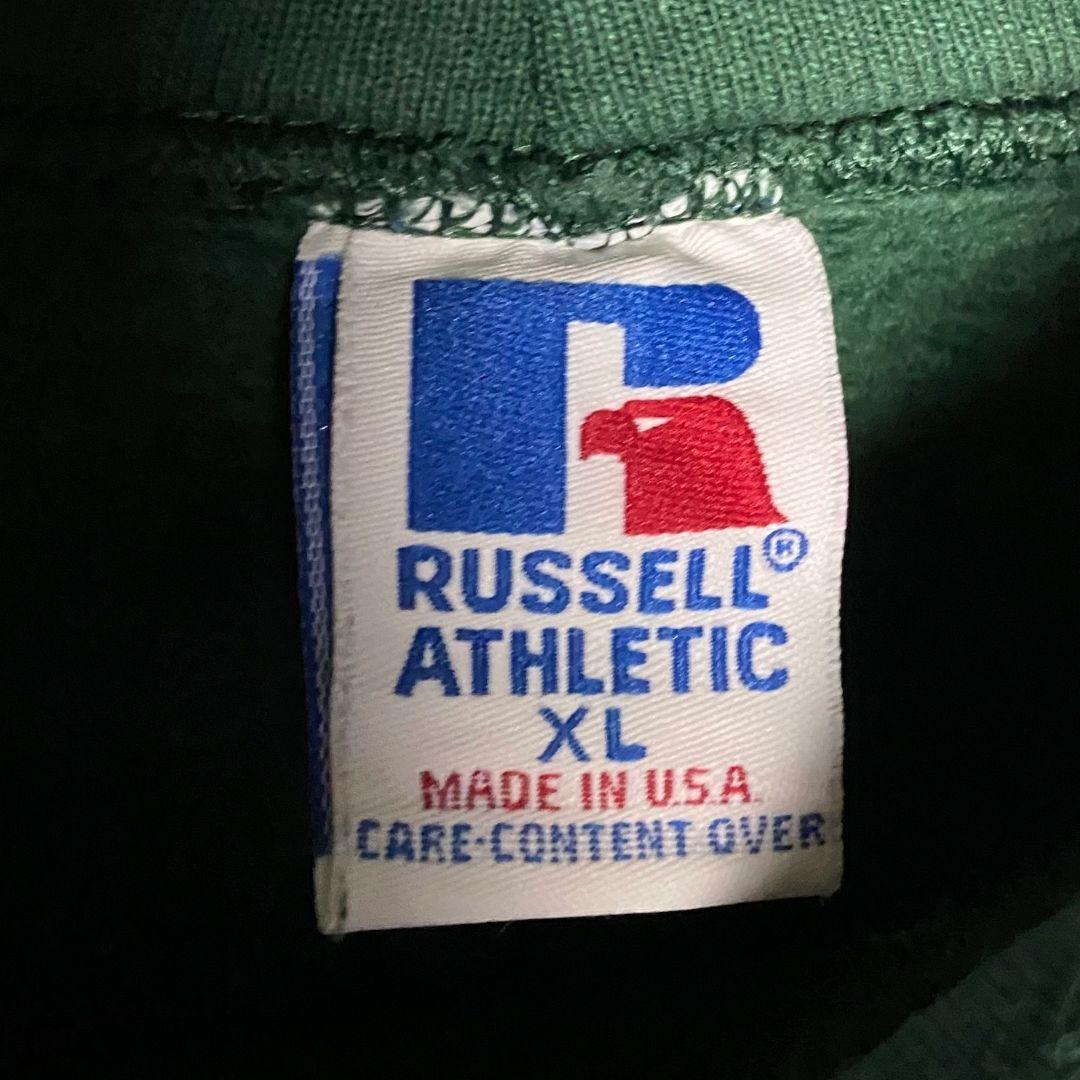 R
RUSSELL®
ATHLETIC
XL
MADE IN U.S.A.
CARE-CONTENT OVER